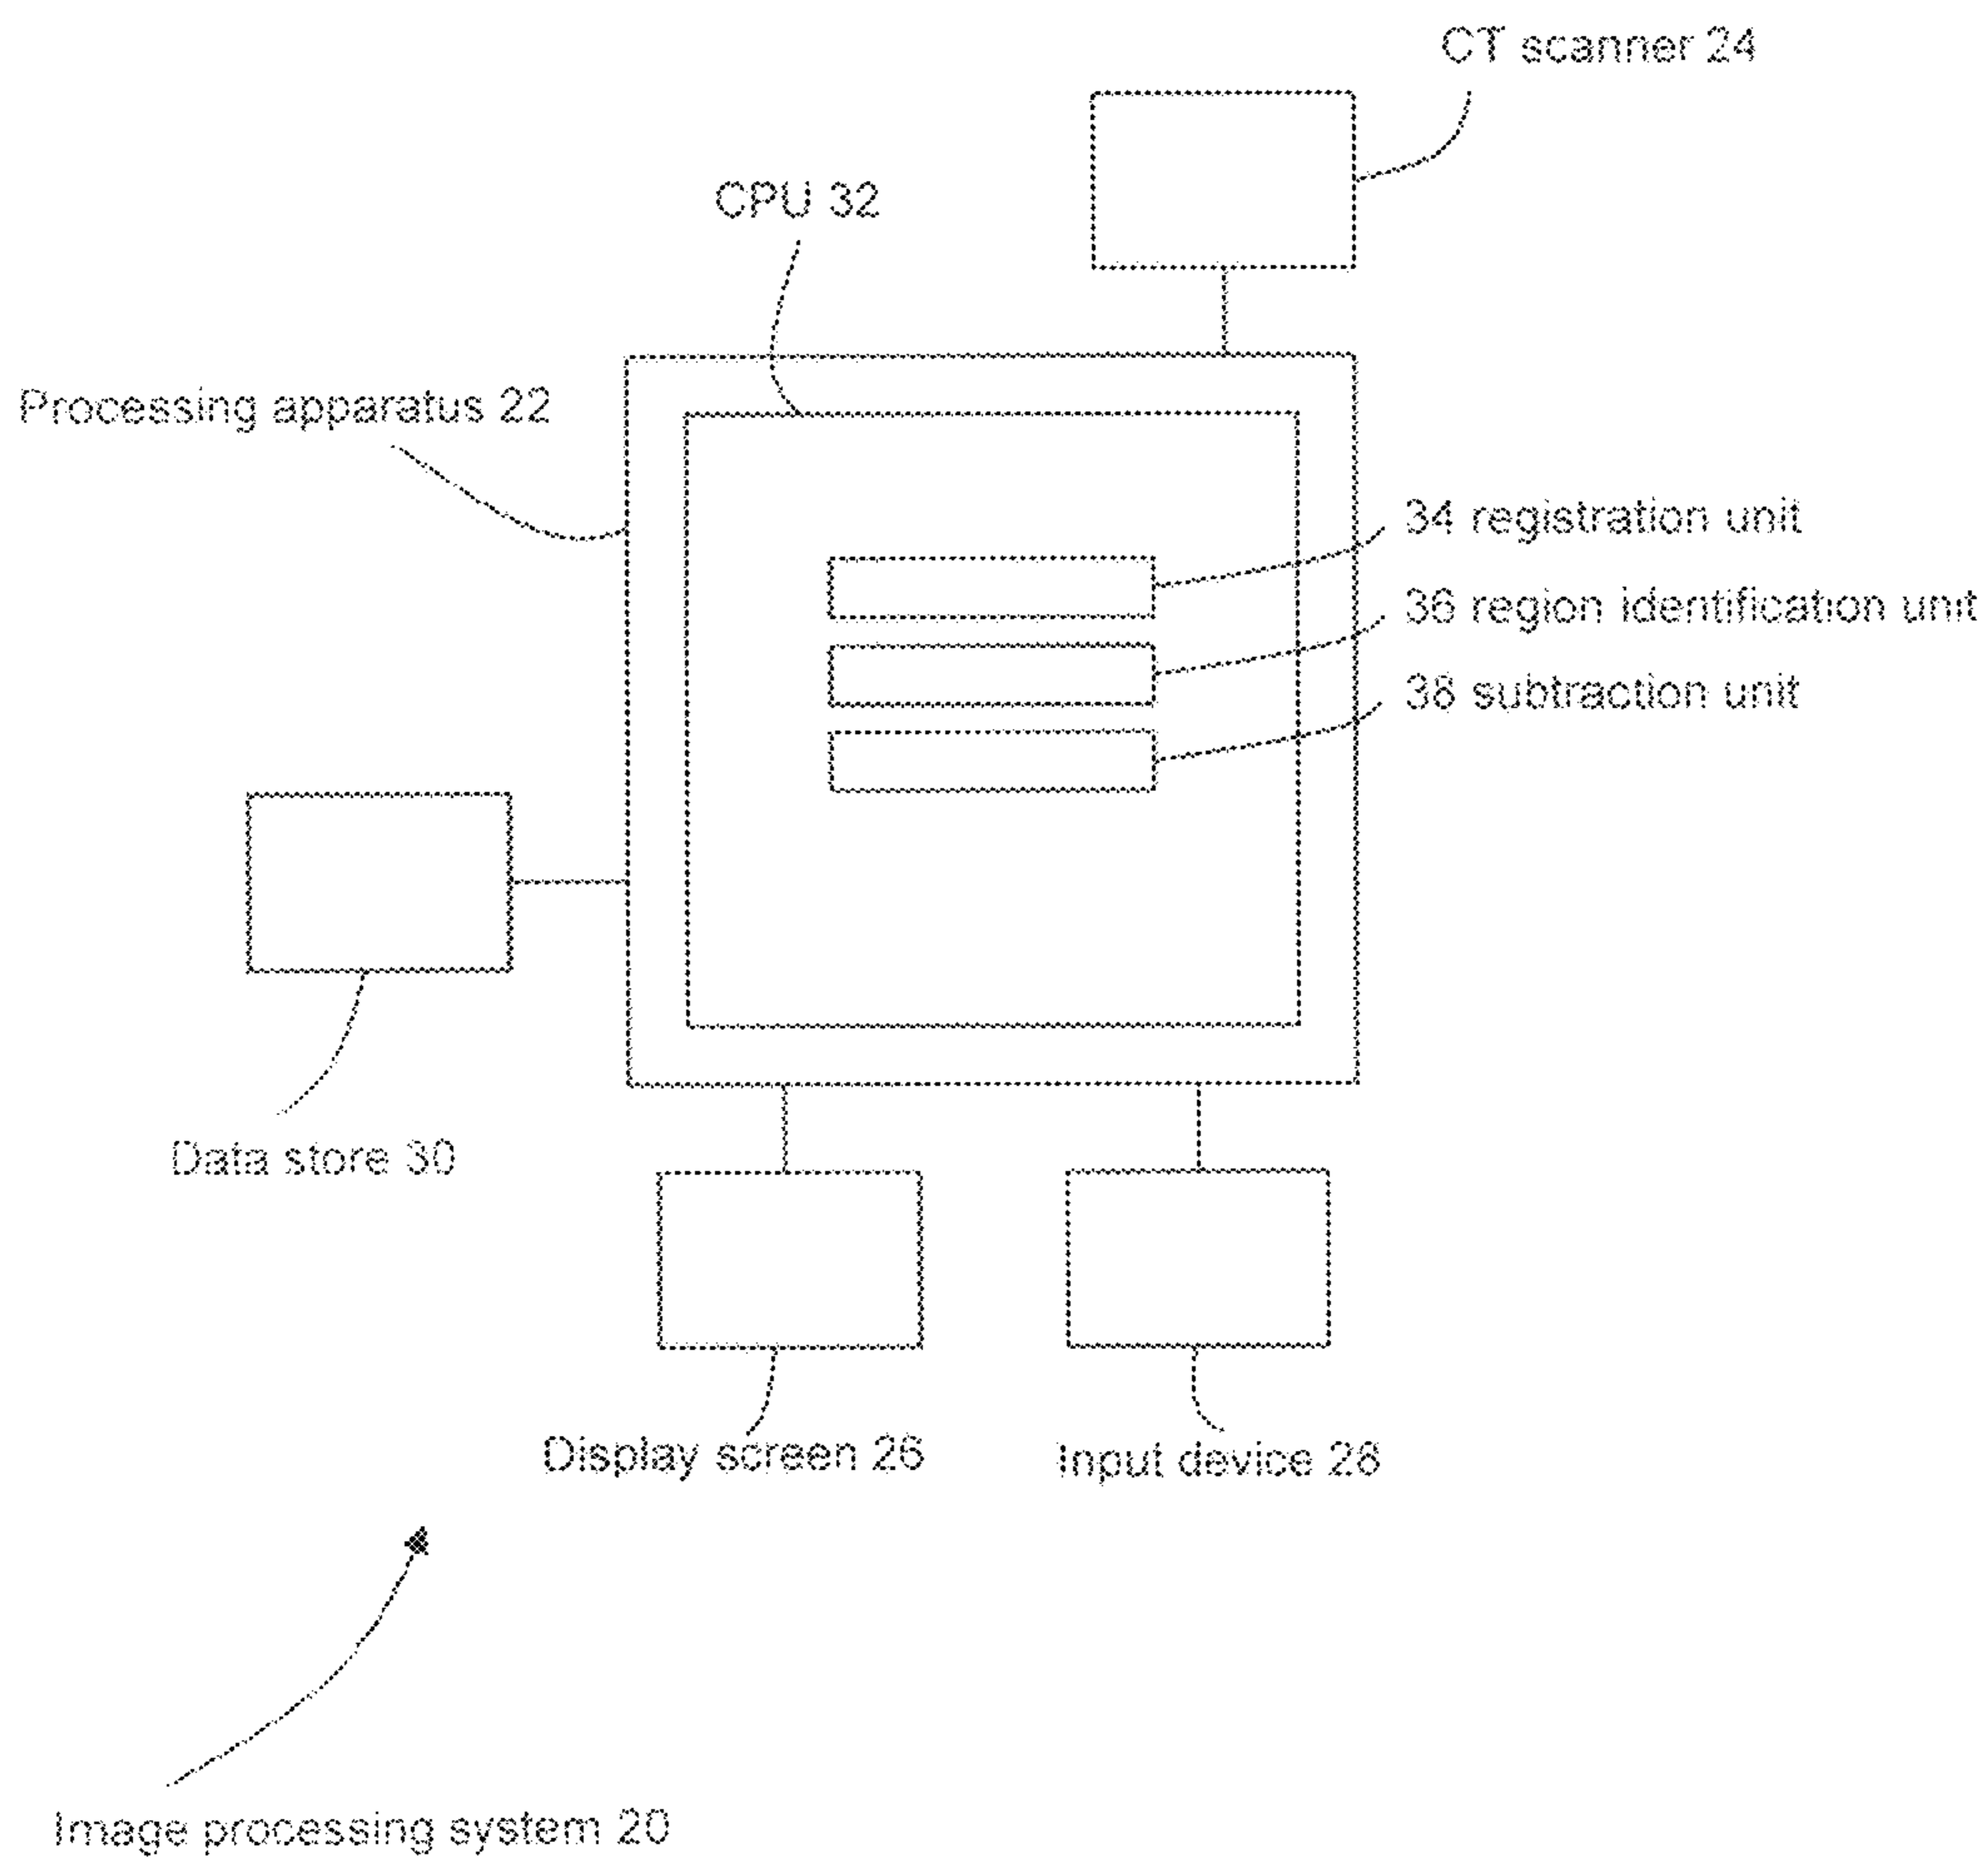 CT scanner 24
CPU 32
Processing apparatus 22
34 registration unit
36 region identification unit
38 subtraction unit
Data store 30
Display screen 26
Input device 28
Image processing system 20